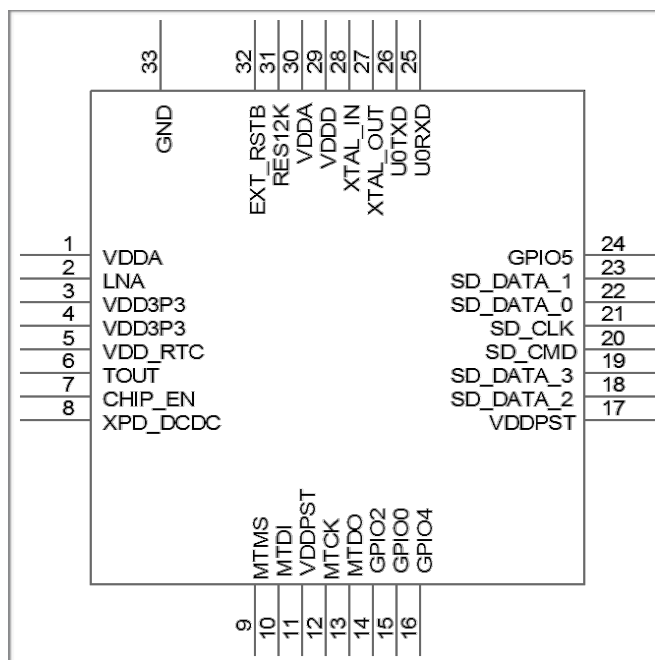 33
32
31
30
29
28
27
26
25
GND
EXT_RSTB
RES12K
VDDA
VDDD
XTAL_IN
XTAL_OUT
U0TXD
U0RXD
1
VDDA
2
LNA
3
VDD3P3
4
VDD3P3
5
VDD_RTC
6
TOUT
7
CHIP_EN
8
XPD_DCDC
GPIO5
24
SD_DATA_1
23
SD_DATA_0
22
SD_CLK
21
SD_CMD
20
SD_DATA_3
19
SD_DATA_2
18
VDDPST
17
MTMS
MTDI
VDDPST
MTCK
MTDO
GPIO2
GPIO0
GPIO4
9
10
11
12
13
14
15
16